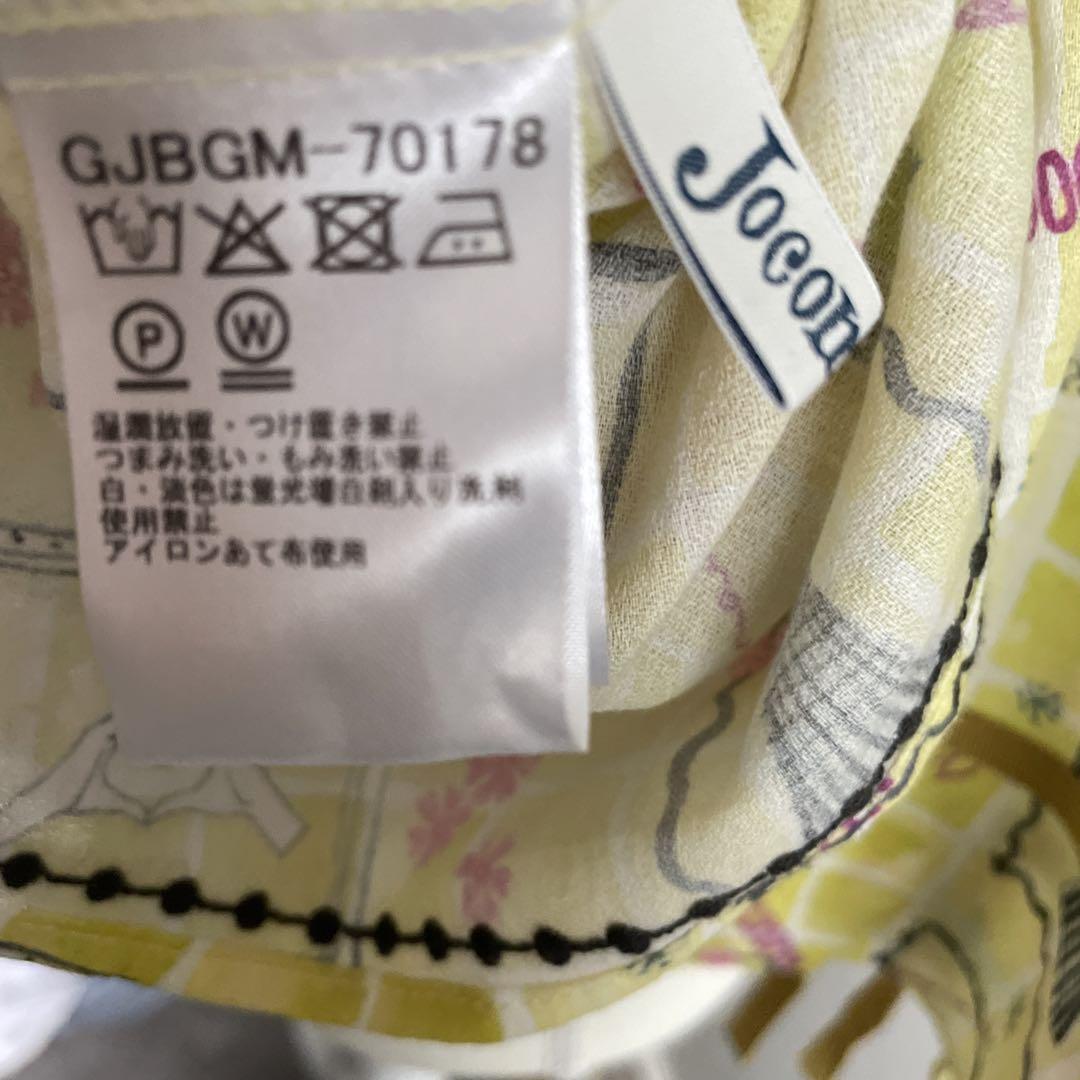 GJBGM-70178
P W
湿潤放置・つけ置き禁止
つまみ洗い・もみ洗い禁止
白・淡色は蛍光増白剤入り洗剤
使用禁止
アイロンあて布使用
Jocom